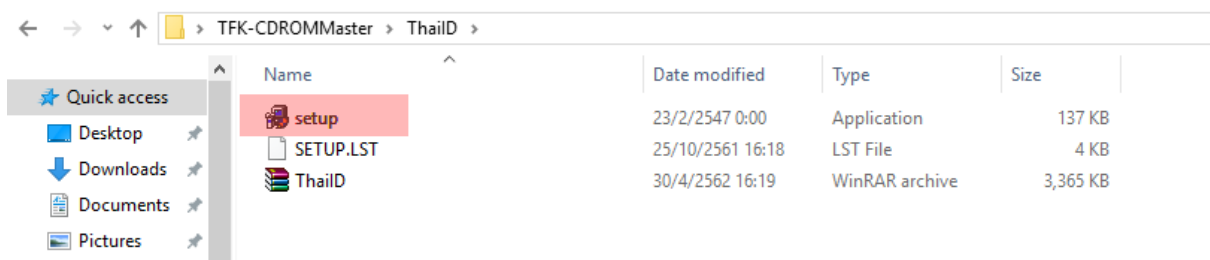 TFK-CDROMMaster > ThaiID >
Name Date modified Type Size
Quick access
Desktop
Downloads
Documents
Pictures
setup 23/2/2547 0:00 Application 137 KB
SETUP.LST 25/10/2561 16:18 LST File 4 KB
ThaiID 30/4/2562 16:19 WinRAR archive 3,365 KB